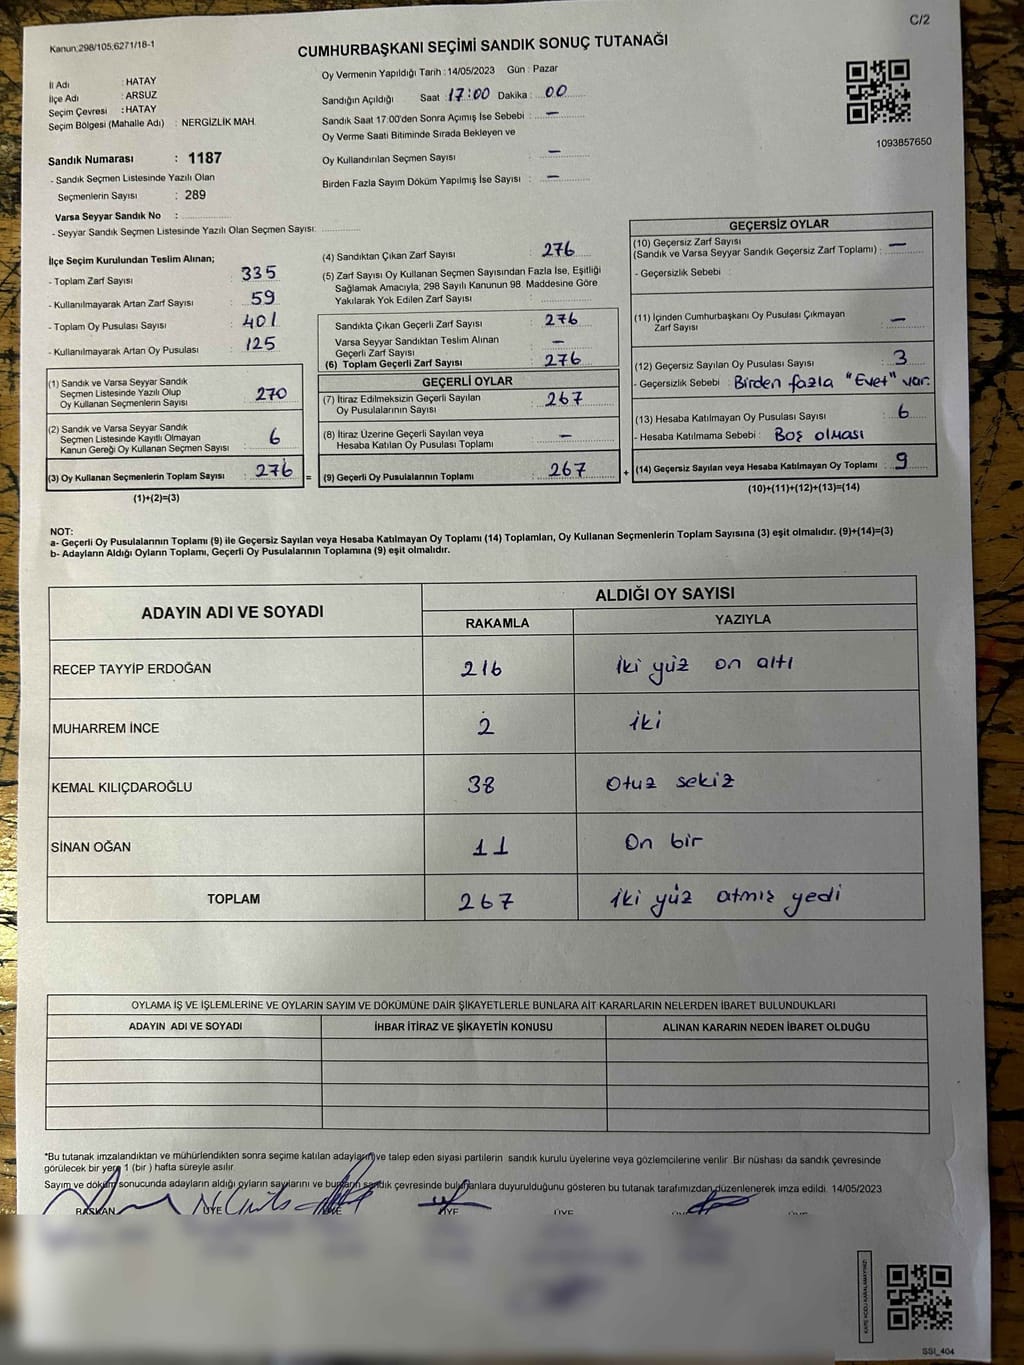 C/2
Kanun;298/105;6271/18-1
CUMHURBAŞKANI SEÇİMİ SANDIK SONUÇ TUTANAĞI
İl Adı : HATAY
İlçe Adı : ARSUZ
Seçim Çevresi : HATAY
Seçim Bölgesi (Mahalle Adı) : NERGİZLİK MAH.
Oy Vermenin Yapıldığı Tarih : 14/05/2023 Gün : Pazar
Sandığın Açıldığı Saat : 17:00 Dakika : 00
Sandık Saat 17:00'den Sonra Açımış İse Sebebi : —
Oy Verme Saati Bitiminde Sırada Bekleyen ve
Oy Kullandırılan Seçmen Sayısı —
Birden Fazla Sayım Döküm Yapılmış İse Sayısı : —
1093857650
Sandık Numarası : 1187
- Sandık Seçmen Listesinde Yazılı Olan
Seçmenlerin Sayısı : 289
Varsa Seyyar Sandık No :
- Seyyar Sandık Seçmen Listesinde Yazılı Olan Seçmen Sayısı:
İlçe Seçim Kurulundan Teslim Alınan;
- Toplam Zarf Sayısı : 335
- Kullanılmayarak Artan Zarf Sayısı : 59
- Toplam Oy Pusulası Sayısı : 401
- Kullanılmayarak Artan Oy Pusulası : 125
(1) Sandık ve Varsa Seyyar Sandık
Seçmen Listesinde Yazılı Olup
Oy Kullanan Seçmenlerin Sayısı : 270
(2) Sandık ve Varsa Seyyar Sandık
Seçmen Listesinde Kayıtlı Olmayan
Kanun Gereği Oy Kullanan Seçmen Sayısı : 6
(3) Oy Kullanan Seçmenlerin Toplam Sayısı : 276 =
(1)+(2)=(3)
(4) Sandıktan Çıkan Zarf Sayısı : 276
(5) Zarf Sayısı Oy Kullanan Seçmen Sayısından Fazla İse, Eşitliği
Sağlamak Amacıyla, 298 Sayılı Kanunun 98 Maddesine Göre
Yakılarak Yok Edilen Zarf Sayısı :
Sandıkta Çıkan Geçerli Zarf Sayısı : 276
Varsa Seyyar Sandıktan Teslim Alınan
Geçerli Zarf Sayısı : —
(6) Toplam Geçerli Zarf Sayısı : 276
GEÇERLİ OYLAR
(7) İtiraz Edilmeksizin Geçerli Sayılan
Oy Pusulalarının Sayısı : 267
(8) İtiraz Üzerine Geçerli Sayılan veya
Hesaba Katılan Oy Pusulası Toplamı : —
(9) Geçerli Oy Pusulalarının Toplamı : 267 +
GEÇERSİZ OYLAR
(10) Geçersiz Zarf Sayısı
(Sandık ve Varsa Seyyar Sandık Geçersiz Zarf Toplamı) : —
- Geçersizlik Sebebi :
(11) İçinden Cumhurbaşkanı Oy Pusulası Çıkmayan
Zarf Sayısı : —
(12) Geçersiz Sayılan Oy Pusulası Sayısı : 3
- Geçersizlik Sebebi : Birden fazla "Evet" var.
(13) Hesaba Katılmayan Oy Pusulası Sayısı : 6
- Hesaba Katılmama Sebebi : Boş olması
(14) Geçersiz Sayılan veya Hesaba Katılmayan Oy Toplamı : 9
(10)+(11)+(12)+(13)=(14)
NOT:
a- Geçerli Oy Pusulalarının Toplamı (9) ile Geçersiz Sayılan veya Hesaba Katılmayan Oy Toplamı (14) Toplamları, Oy Kullanan Seçmenlerin Toplam Sayısına (3) eşit olmalıdır. (9)+(14)=(3)
b- Adayların Aldığı Oyların Toplamı, Geçerli Oy Pusulalarının Toplamına (9) eşit olmalıdır.
ADAYIN ADI VE SOYADI ALDIĞI OY SAYISI
RAKAMLA YAZIYLA
RECEP TAYYİP ERDOĞAN 216 iki yüz on altı
MUHARREM İNCE 2 iki
KEMAL KILIÇDAROĞLU 38 otuz sekiz
SİNAN OĞAN 11 On bir
TOPLAM 267 iki yüz atmış yedi
OYLAMA İŞ VE İŞLEMLERİNE VE OYLARIN SAYIM VE DÖKÜMÜNE DAİR ŞİKAYETLERLE BUNLARA AİT KARARLARIN NELERDEN İBARET BULUNDUKLARI
ADAYIN ADI VE SOYADI İHBAR İTİRAZ VE ŞİKAYETİN KONUSU ALINAN KARARIN NEDEN İBARET OLDUĞU
*Bu tutanak imzalandıktan ve mühürlendikten sonra seçime katılan adayların ve talep eden siyasi partilerin sandık kurulu üyelerine veya gözlemcilerine verilir. Bir nüshası da sandık çevresinde
görülecek bir yere 1 (bir ) hafta süreyle asılır.
Sayım ve döküm sonucunda adayların aldığı oyların sayılarını ve bunların sandık çevresinde bulunanlara duyurulduğunu gösteren bu tutanak tarafımızdan düzenlenerek imza edildi. 14/05/2023
BAŞKAN ÜYE ÜYE ÜYE ÜYE
SSI_404